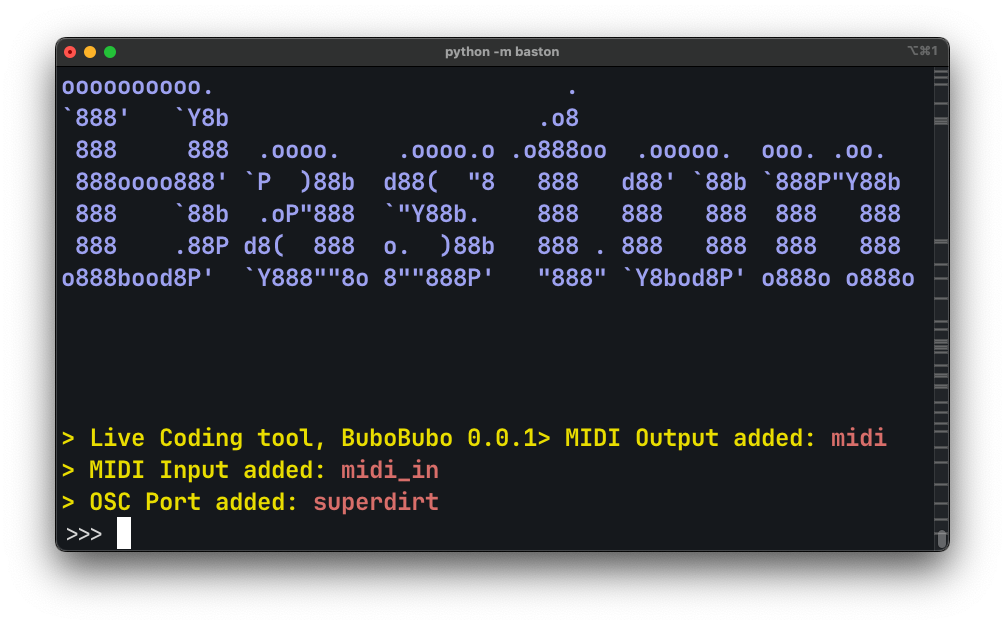 python -m baston
⌥⌘1
oooooooooo.                          .
`888'   `Y8b                      .o8
 888     888  .oooo.    .oooo.o .o888oo  .ooooo.  ooo. .oo.
 888oooo888' `P  )88b  d88(  "8   888   d88' `88b `888P"Y88b
 888    `88b  .oP"888  `"Y88b.    888   888   888  888   888
 888    .88P d8(  888  o.  )88b   888 . 888   888  888   888
o888bood8P'  `Y888""8o 8""888P'   "888" `Y8bod8P' o888o o888o
> Live Coding tool, BuboBubo 0.0.1> MIDI Output added: midi
> MIDI Input added: midi_in
> OSC Port added: superdirt
>>>